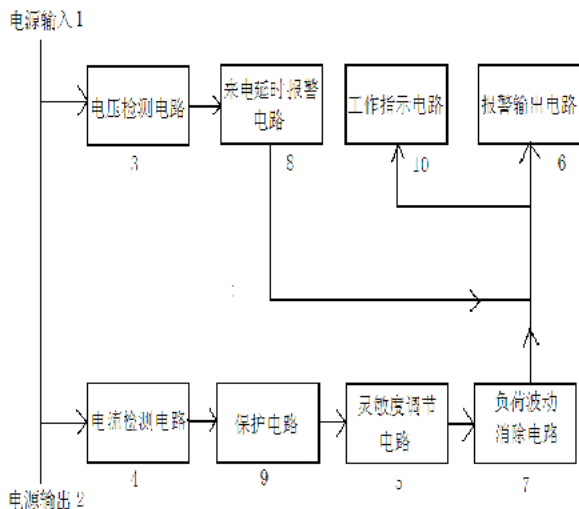 电源输入1
电压检测电路
3
来电延时报警
电路
8
工作指示电路
10
报警输出电路
6
电流检测电路
4
保护电路
9
灵敏度调节
电路
5
负荷波动
消除电路
7
电源输出2